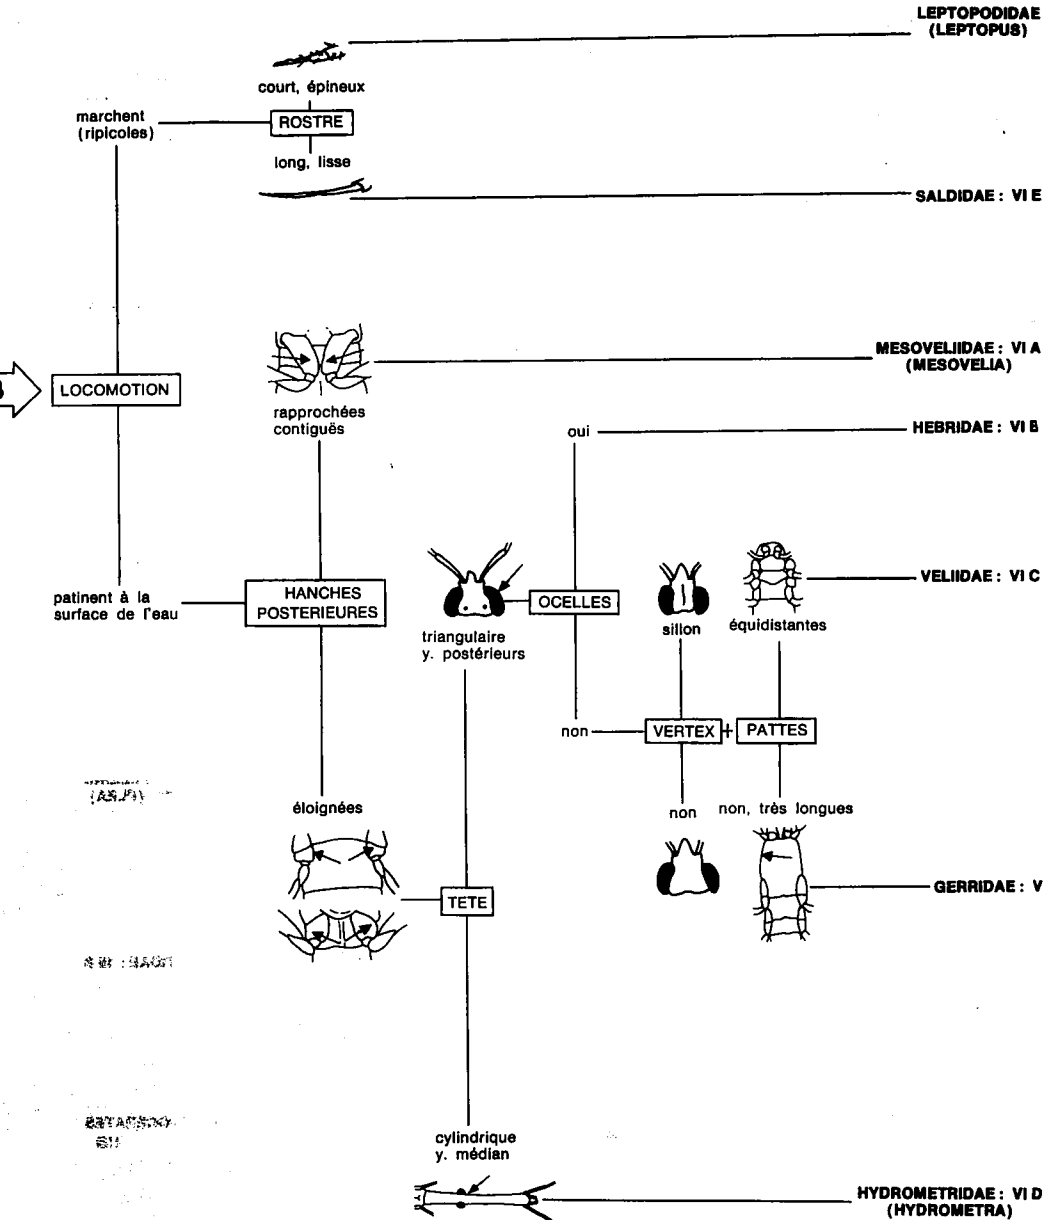 LEPTOPODIDAE
(LEPTOPUS)
court, épineux
marchent
(ripicoles)
ROSTRE
long, lisse
SALDIDAE : VI E
MESOVELIIDAE : VI A
(MESOVELIA)
LOCOMOTION
rapprochées
contiguës
oui
HEBRIDAE : VI B
patinent à la
surface de l'eau
HANCHES
POSTERIEURES
triangulaire
y. postérieurs
OCELLES
sillon
équidistantes
VELIIDAE : VI C
non
VERTEX + PATTES
éloignées
non
non, très longues
TETE
GERRIDAE : V
cylindrique
y. médian
HYDROMETRIDAE : VI D
(HYDROMETRA)